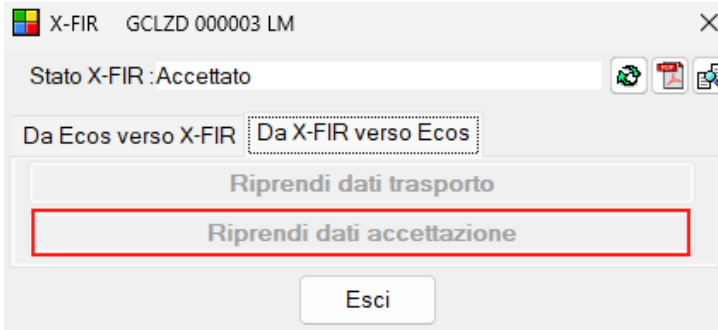 X-FIR GCLZD 000003 LM
Stato X-FIR : Accettato
Da Ecos verso X-FIR Da X-FIR verso Ecos
Riprendi dati trasporto
Riprendi dati accettazione
Esci